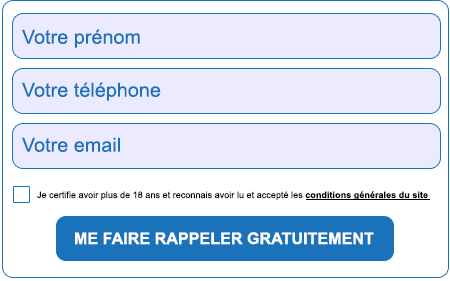 Votre prénom
Votre téléphone
Votre email
Je certifie avoir plus de 18 ans et reconnais avoir lu et accepté les conditions générales du site
ME FAIRE RAPPELER GRATUITEMENT